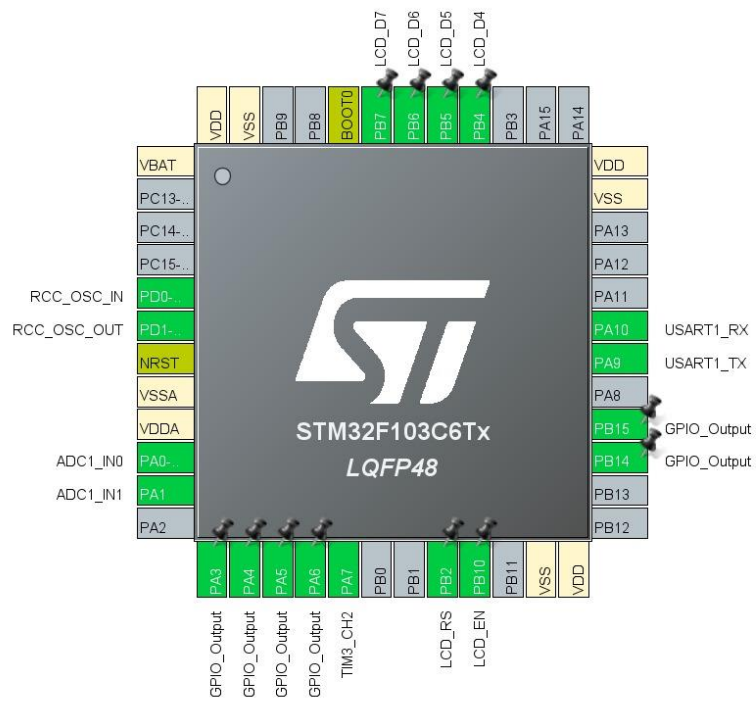 LCD_D7
LCD_D6
LCD_D5
LCD_D4
VDD
VSS
PB9
PB8
BOOT0
PB7
PB6
PB5
PB4
PB3
PA15
PA14
VBAT
PC13-..
PC14-..
PC15-..
RCC_OSC_IN PD0-..
RCC_OSC_OUT PD1-..
NRST
VSSA
VDDA
ADC1_IN0 PA0-..
ADC1_IN1 PA1
PA2
VDD
VSS
PA13
PA12
PA11
PA10 USART1_RX
PA9 USART1_TX
PA8
PB15 GPIO_Output
PB14 GPIO_Output
PB13
PB12
ST
STM32F103C6Tx
LQFP48
PA3
PA4
PA5
PA6
PA7
PB0
PB1
PB2
PB10
PB11
VSS
VDD
GPIO_Output
GPIO_Output
GPIO_Output
GPIO_Output
TIM3_CH2
LCD_RS
LCD_EN